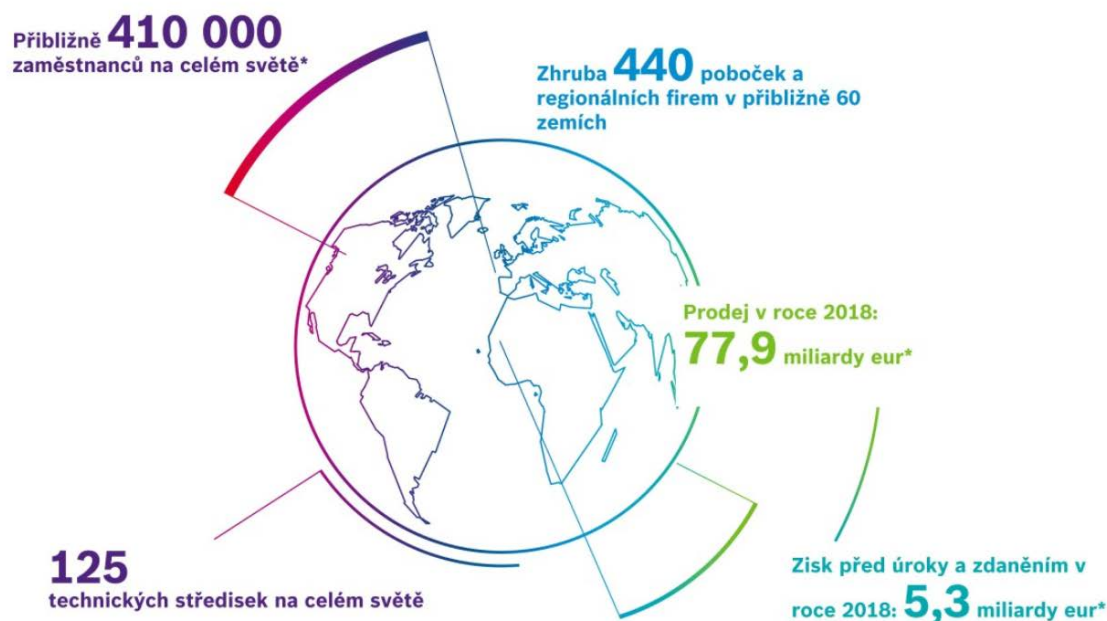 Přibližně 410 000
zaměstnanců na celém světě*
Zhruba 440 poboček a
regionálních firem v přibližně 60
zemích
Prodej v roce 2018:
77,9 miliardy eur*
125
technických středisek na celém světě
Zisk před úroky a zdaněním v
roce 2018: 5,3 miliardy eur*